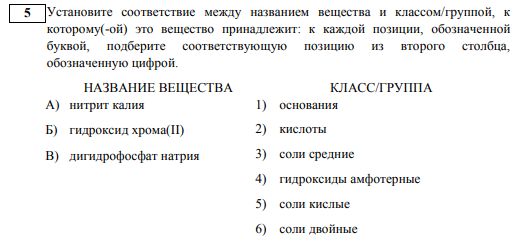 5 Установите соответствие между названием вещества и классом/группой, к
которому(-ой) это вещество принадлежит: к каждой позиции, обозначенной
буквой, подберите соответствующую позицию из второго столбца,
обозначенную цифрой.
НАЗВАНИЕ ВЕЩЕСТВА КЛАСС/ГРУППА
А) нитрит калия 1) основания
Б) гидроксид хрома(II) 2) кислоты
В) дигидрофосфат натрия 3) соли средние
4) гидроксиды амфотерные
5) соли кислые
6) соли двойные